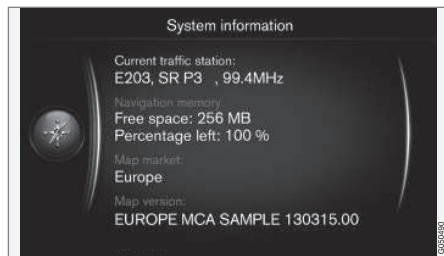 System information
Current traffic station:
E203, SR P3 , 99.4MHz
Navigation memory
Free space: 256 MB
Percentage left: 100 %
Map market:
Europe
Map version:
EUROPE MCA SAMPLE 130315.00
G050490